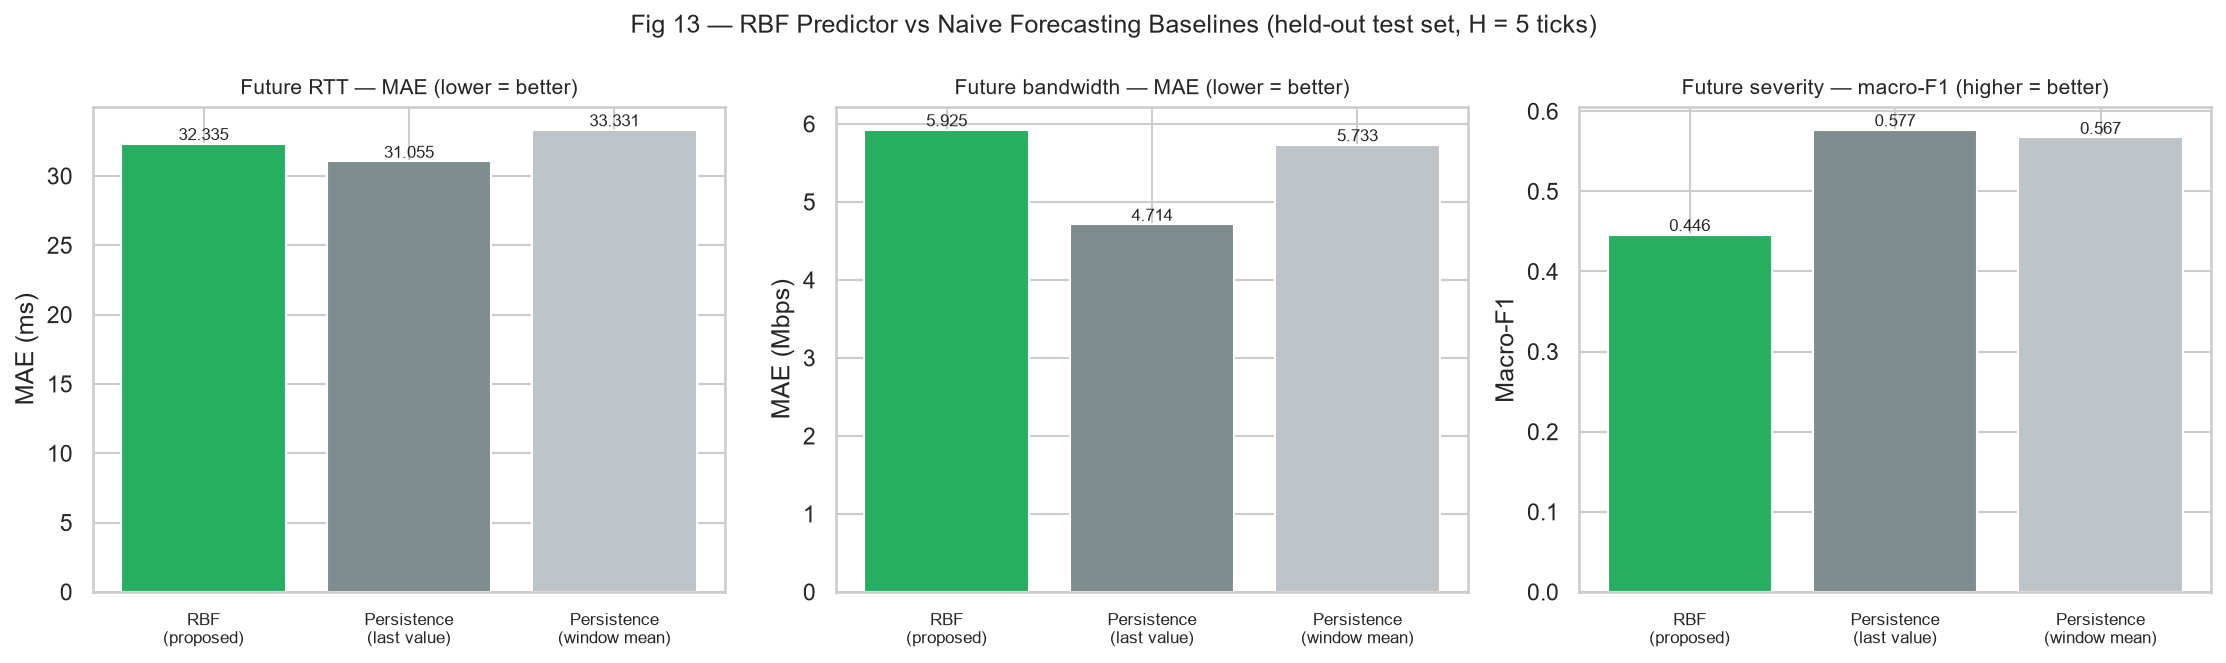 Fig 13 — RBF Predictor vs Naive Forecasting Baselines (held-out test set, H = 5 ticks)
Future RTT — MAE (lower = better)
MAE (ms)
30
25
20
15
10
5
0
32.335
31.055
33.331
RBF
(proposed)
Persistence
(last value)
Persistence
(window mean)
Future bandwidth — MAE (lower = better)
MAE (Mbps)
6
5
4
3
2
1
0
5.925
4.714
5.733
RBF
(proposed)
Persistence
(last value)
Persistence
(window mean)
Future severity — macro-F1 (higher = better)
Macro-F1
0.6
0.5
0.4
0.3
0.2
0.1
0.0
0.446
0.577
0.567
RBF
(proposed)
Persistence
(last value)
Persistence
(window mean)